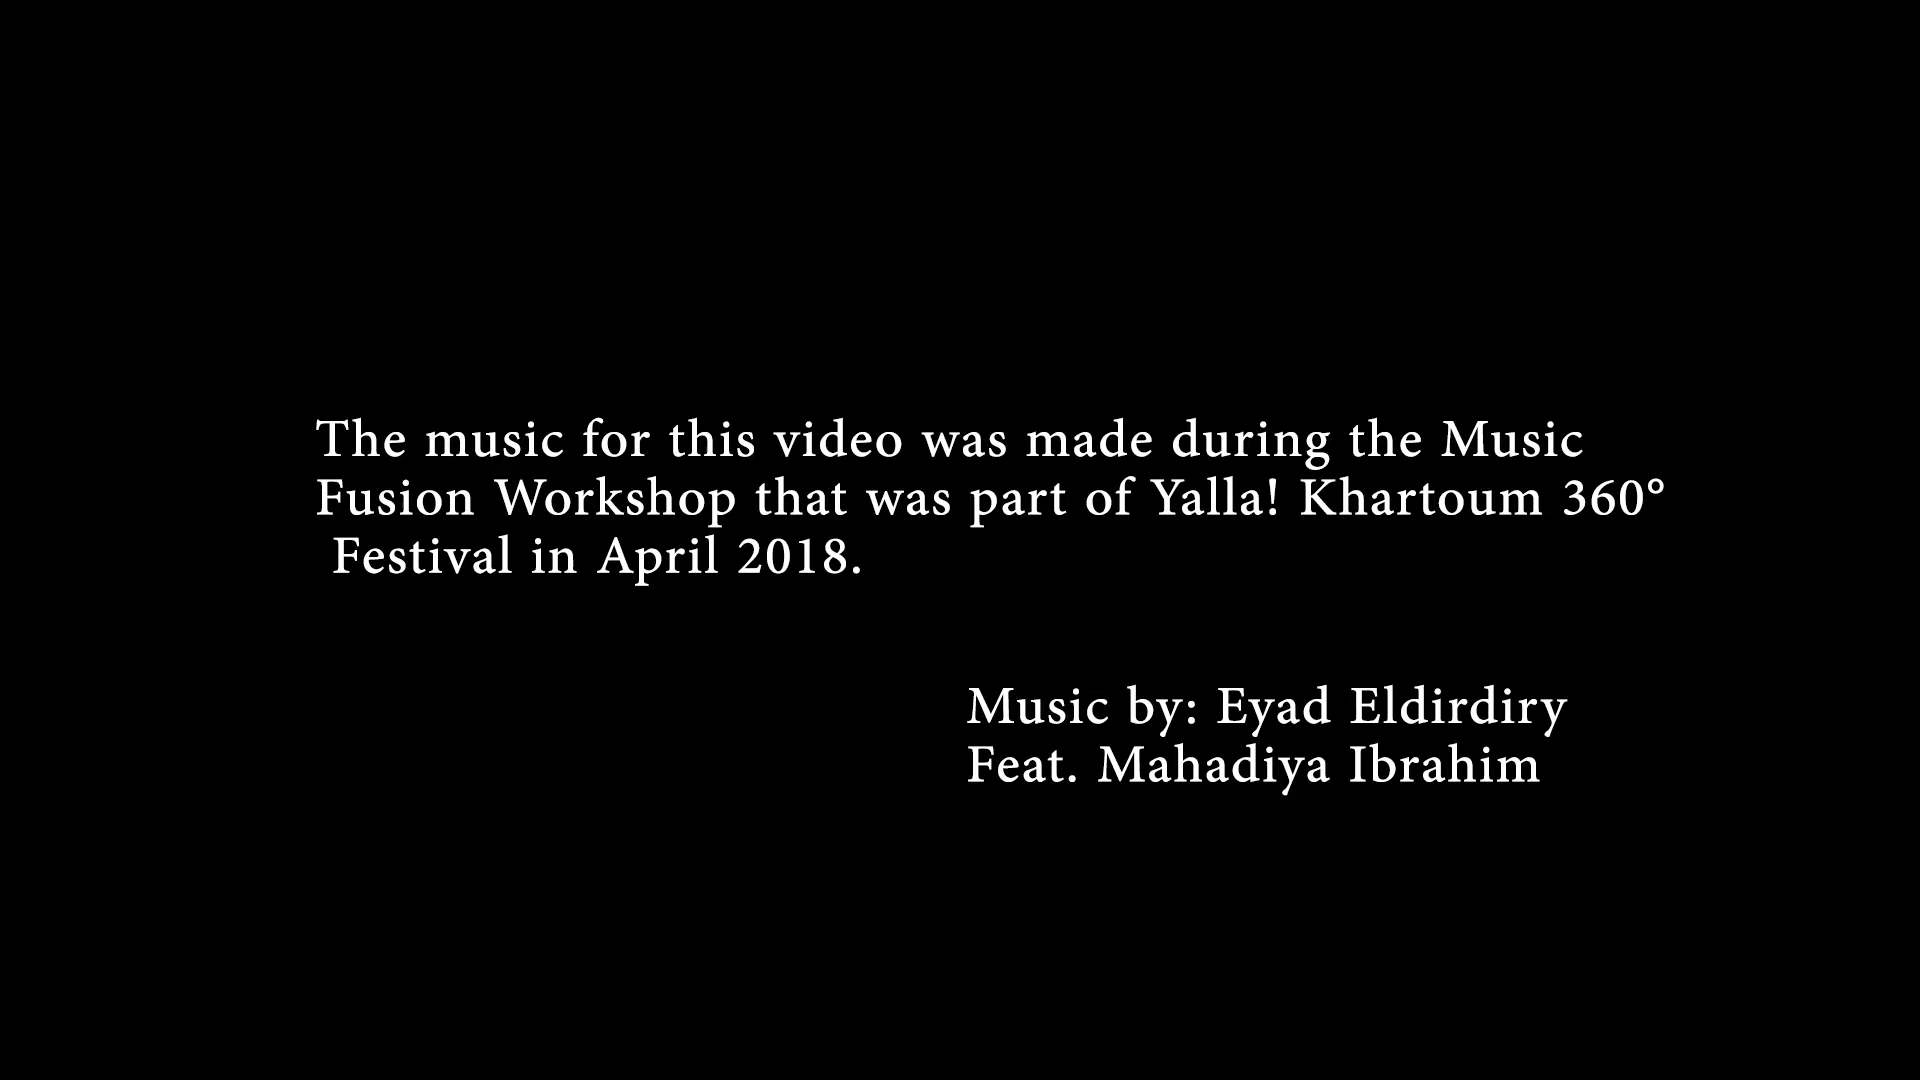 The music for this video was made during the Music
Fusion Workshop that was part of Yalla! Khartoum 360°
Festival in April 2018.
Music by: Eyad Eldirdiry
Feat. Mahadiya Ibrahim